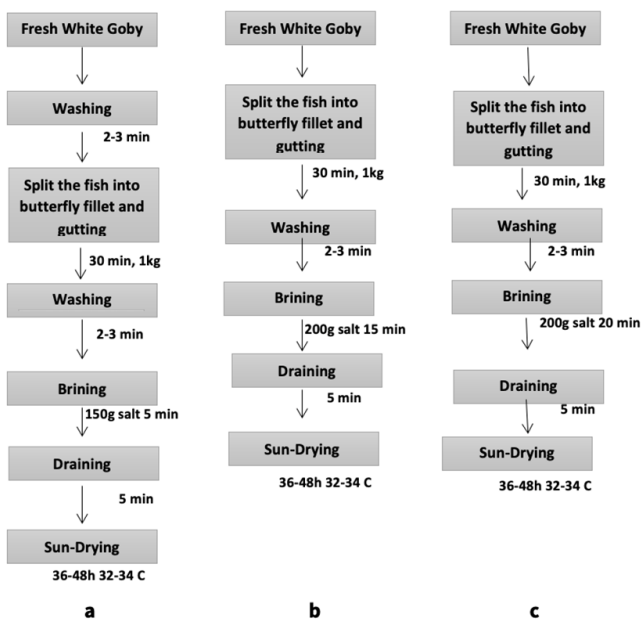 Fresh White Goby
Washing
2-3 min
Split the fish into
butterfly fillet and
gutting
30 min, 1kg
Washing
2-3 min
Brining
150g salt 5 min
Draining
5 min
Sun-Drying
36-48h 32-34 C
a
Fresh White Goby
Split the fish into
butterfly fillet and
gutting
30 min, 1kg
Washing
2-3 min
Brining
200g salt 15 min
Draining
5 min
Sun-Drying
36-48h 32-34 C
b
Fresh White Goby
Split the fish into
butterfly fillet and
gutting
30 min, 1kg
Washing
2-3 min
Brining
200g salt 20 min
Draining
5 min
Sun-Drying
36-48h 32-34 C
c